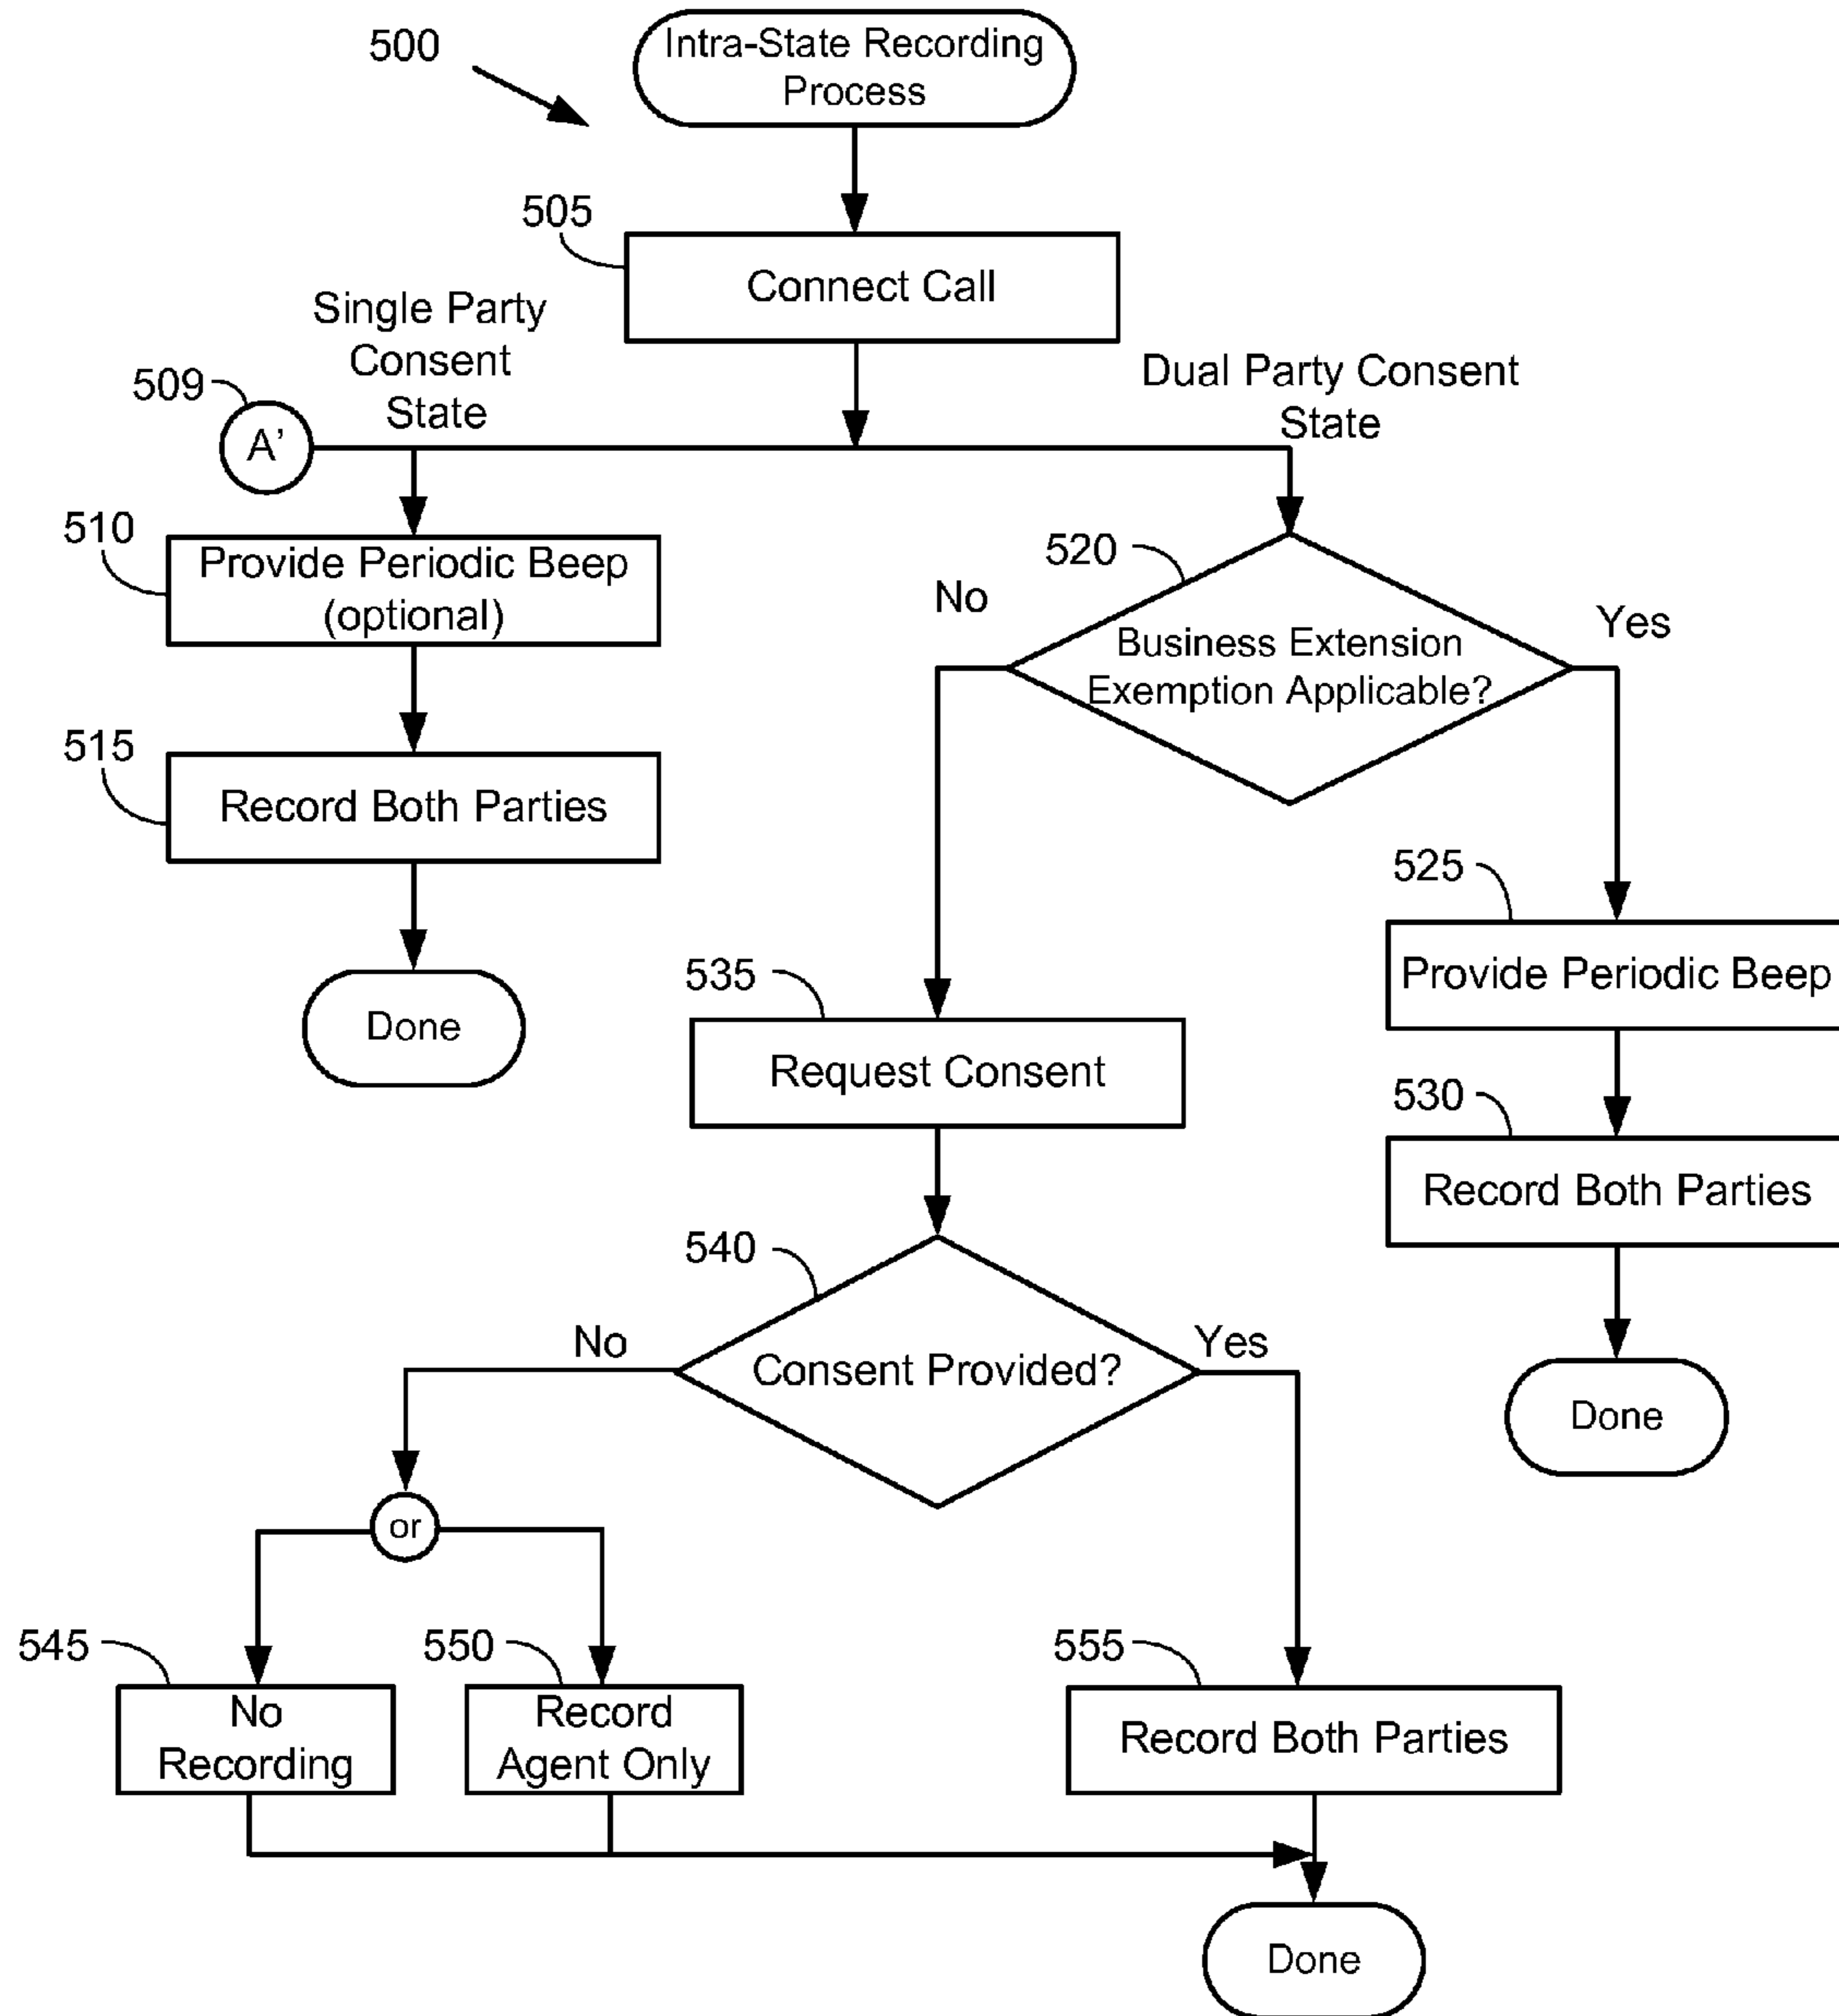 500
Intra-State Recording
Process
505
Connect Call
Single Party
Consent
State
Dual Party Consent
State
509
A’
510
Provide Periodic Beep
(optional)
520
No
Yes
Business Extension
Exemption Applicable?
515
Record Both Parties
525
Provide Periodic Beep
535
Done
Request Consent
530
Record Both Parties
540
No
Yes
Consent Provided?
Done
or
545
550
555
No
Recording
Record
Agent Only
Record Both Parties
Done